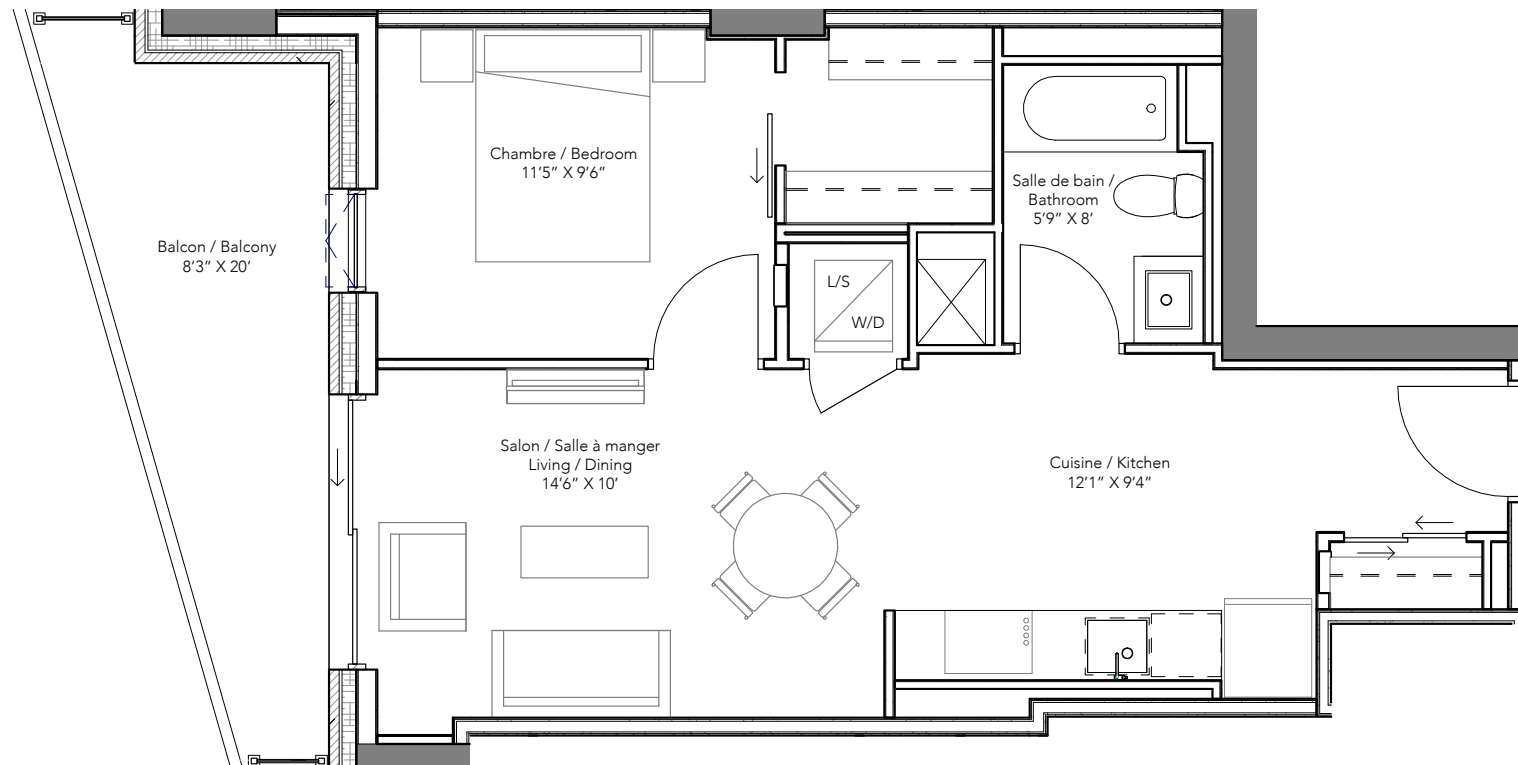 Chambre / Bedroom
11’5” X 9’6”
Salle de bain /
Bathroom
5’9” X 8’
Balcon / Balcony
8’3” X 20’
L/S
W/D
Salon / Salle à manger
Living / Dining
14’6” X 10’
Cuisine / Kitchen
12’1” X 9’4”